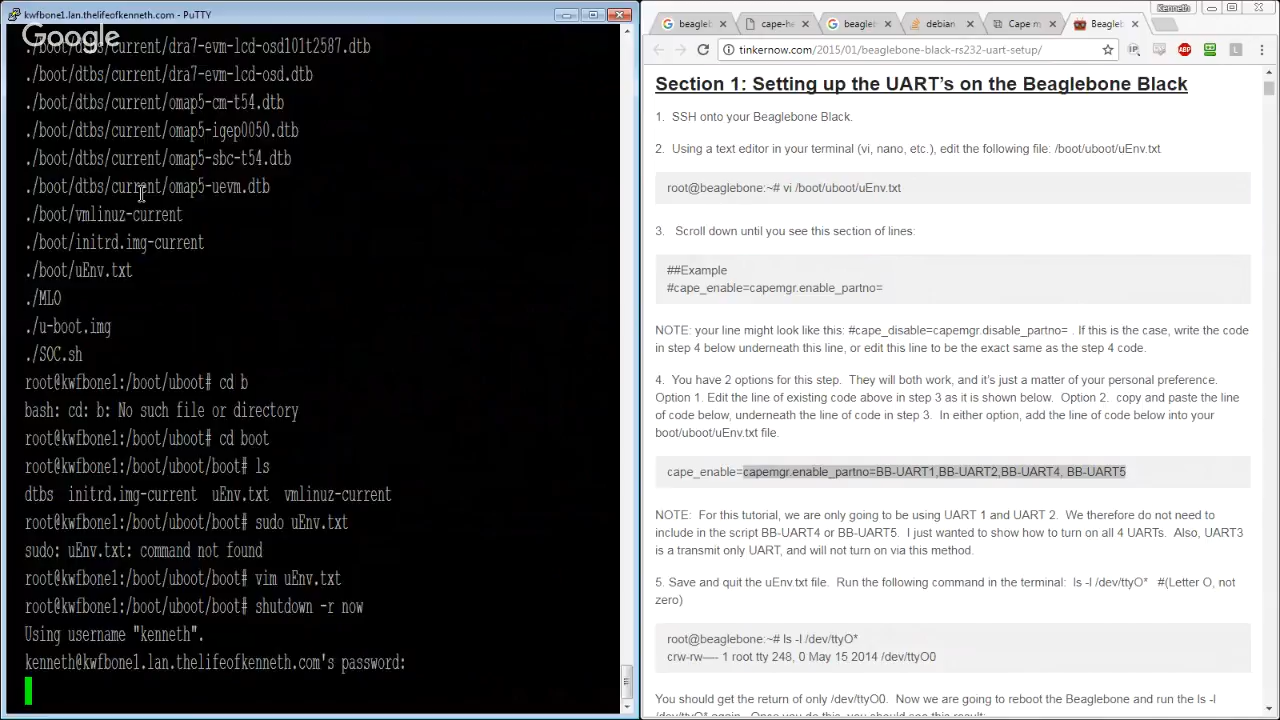 kwfbone1.lan.thelifeofkenneth.com - PuTTY
Google
./boot/dtbs/current/dra7-evm-lcd-osd101t2587.dtb
./boot/dtbs/current/dra7-evm-lcd-osd.dtb
./boot/dtbs/current/omap5-cm-t54.dtb
./boot/dtbs/current/omap5-igep0050.dtb
./boot/dtbs/current/omap5-sbc-t54.dtb
./boot/dtbs/current/omap5-uevm.dtb
./boot/vmlinuz-current
./boot/initrd.img-current
./boot/uEnv.txt
./MLO
./u-boot.img
./SOC.sh
root@kwfbone1:/boot/uboot# cd b
bash: cd: b: No such file or directory
root@kwfbone1:/boot/uboot# cd boot
root@kwfbone1:/boot/uboot/boot# ls
dtbs initrd.img-current uEnv.txt vmlinuz-current
root@kwfbone1:/boot/uboot/boot# sudo uEnv.txt
sudo: uEnv.txt: command not found
root@kwfbone1:/boot/uboot/boot# vim uEnv.txt
root@kwfbone1:/boot/uboot/boot# shutdown -r now
Using username "kenneth".
kenneth@kwfbone1.lan.thelifeofkenneth.com's password:
beagle
cape
beagle
debian
Beagleb
Kenneth
tinkernow.com/2015/01/beaglebone-black-rs232-uart-setup/
Section 1: Setting up the UART's on the Beaglebone Black
1. SSH onto your Beaglebone Black.
2. Using a text editor in your terminal (vi, nano, etc.), edit the following file: /boot/uboot/uEnv.txt
root@beaglebone:~# vi /boot/uboot/uEnv.txt
3. Scroll down until you see this section of lines:
##Example
#cape_enable=capemgr.enable_partno=
NOTE: your line might look like this: #cape_disable=capemgr.disable_partno= . If this is the case, write the code
in step 4 below underneath this line, or edit this line to be the exact same as the step 4 code.
4. You have 2 options for this step. They will both work, and it's just a matter of your personal preference.
Option 1. Edit the line of existing code above in step 3 as it is shown below. Option 2. copy and paste the line
of code below, underneath the line of code in step 3. In either option, add the line of code below into your
boot/uboot/uEnv.txt file.
cape_enable=capemgr.enable_partno=BB-UART1,BB-UART2,BB-UART4, BB-UART5
NOTE: For this tutorial, we are only going to be using UART 1 and UART 2. We therefore do not need to
include in the script BB-UART4 or BB-UART5. I just wanted to show how to turn on all 4 UARTs. Also, UART3
is a transmit only UART, and will not turn on via this method.
5. Save and quit the uEnv.txt file. Run the following command in the terminal: ls -l /dev/ttyO* #(Letter O, not
zero)
root@beaglebone:~# ls -l /dev/ttyO*
crw-rw—- 1 root tty 248, 0 May 15 2014 /dev/ttyO0
You should get the return of only /dev/ttyO0. Now we are going to reboot the Beaglebone and run the ls -l